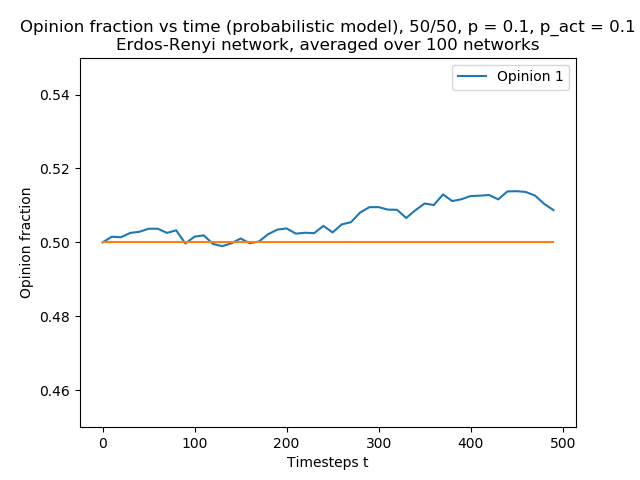 Opinion fraction vs time (probabilistic model), 50/50, p = 0.1, p_act = 0.1
Erdos-Renyi network, averaged over 100 networks
Opinion 1
0.54
0.52
0.50
0.48
0.46
Opinion fraction
0 100 200 300 400 500
Timesteps t